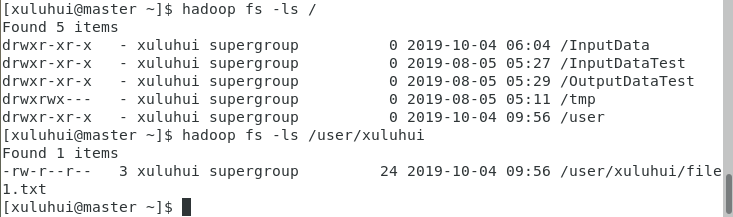 [xuluhui@master ~]$ hadoop fs -ls /
Found 5 items
drwxr-xr-x   - xuluhui supergroup          0 2019-10-04 06:04 /InputData
drwxr-xr-x   - xuluhui supergroup          0 2019-08-05 05:27 /InputDataTest
drwxr-xr-x   - xuluhui supergroup          0 2019-08-05 05:29 /OutputDataTest
drwxrwx---   - xuluhui supergroup          0 2019-08-05 05:11 /tmp
drwxr-xr-x   - xuluhui supergroup          0 2019-10-04 09:56 /user
[xuluhui@master ~]$ hadoop fs -ls /user/xuluhui
Found 1 items
-rw-r--r--   3 xuluhui supergroup         24 2019-10-04 09:56 /user/xuluhui/file
1.txt
[xuluhui@master ~]$